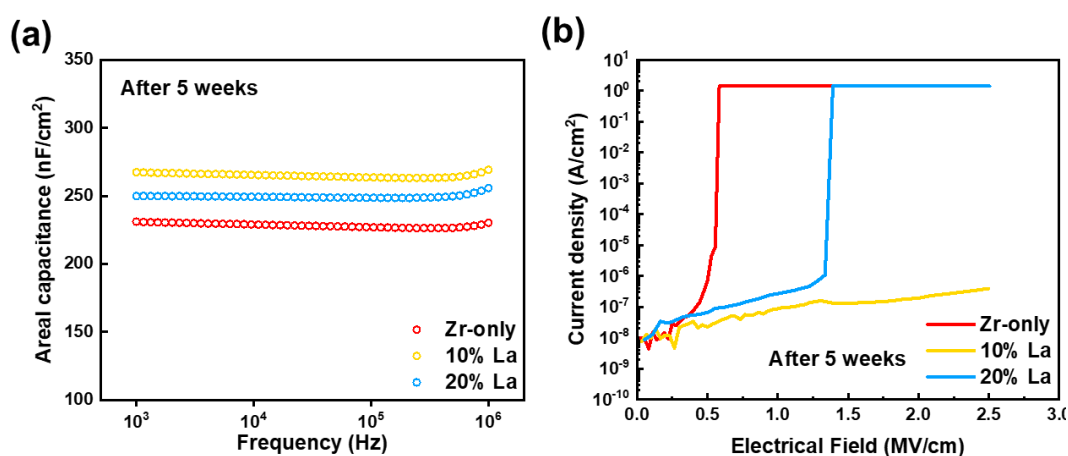 (a)
Areal capacitance (nF/cm²)
350
300
250
200
150
100
After 5 weeks
Zr-only
10% La
20% La
10³
10⁴
10⁵
10⁶
Frequency (Hz)
(b)
Current density (A/cm²)
10¹
10⁰
10⁻¹
10⁻²
10⁻³
10⁻⁴
10⁻⁵
10⁻⁶
10⁻⁷
10⁻⁸
10⁻⁹
10⁻¹⁰
Zr-only
10% La
20% La
After 5 weeks
0.0
0.5
1.0
1.5
2.0
2.5
3.0
Electrical Field (MV/cm)